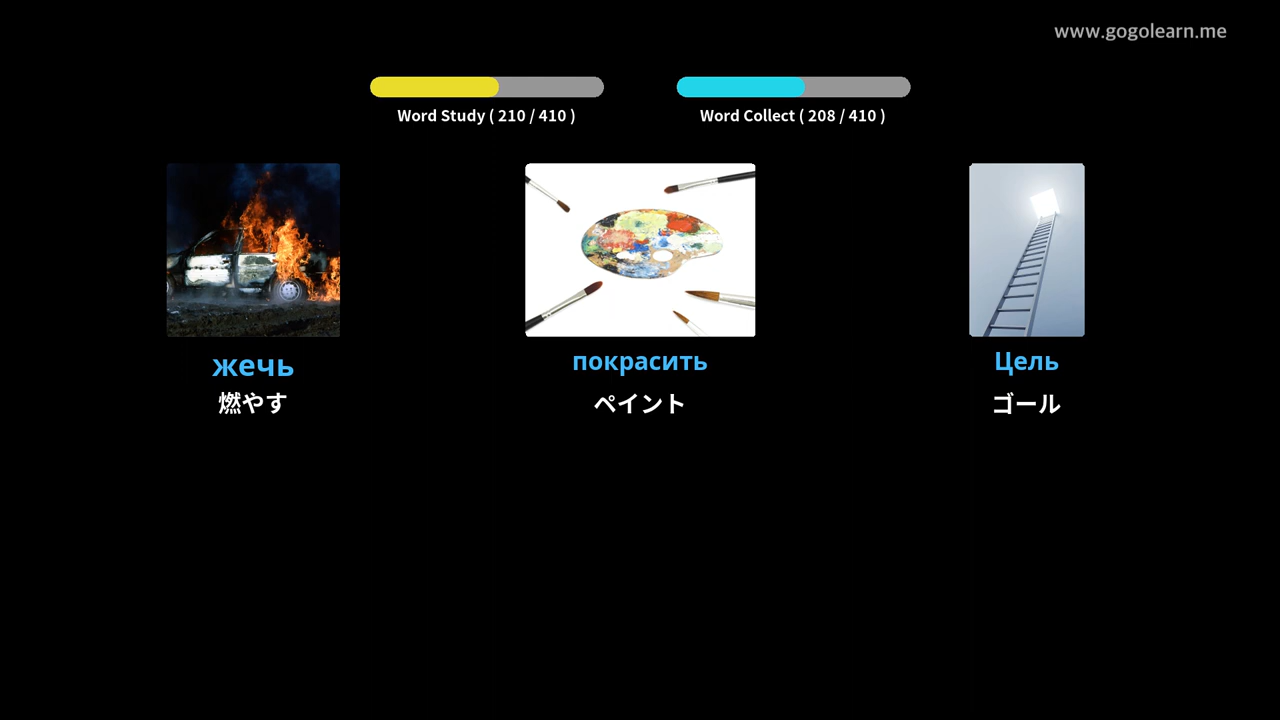 www.gogolearn.me
Word Study ( 210 / 410 )
Word Collect ( 208 / 410 )
жечь
燃やす
покрасить
ペイント
Цель
ゴール